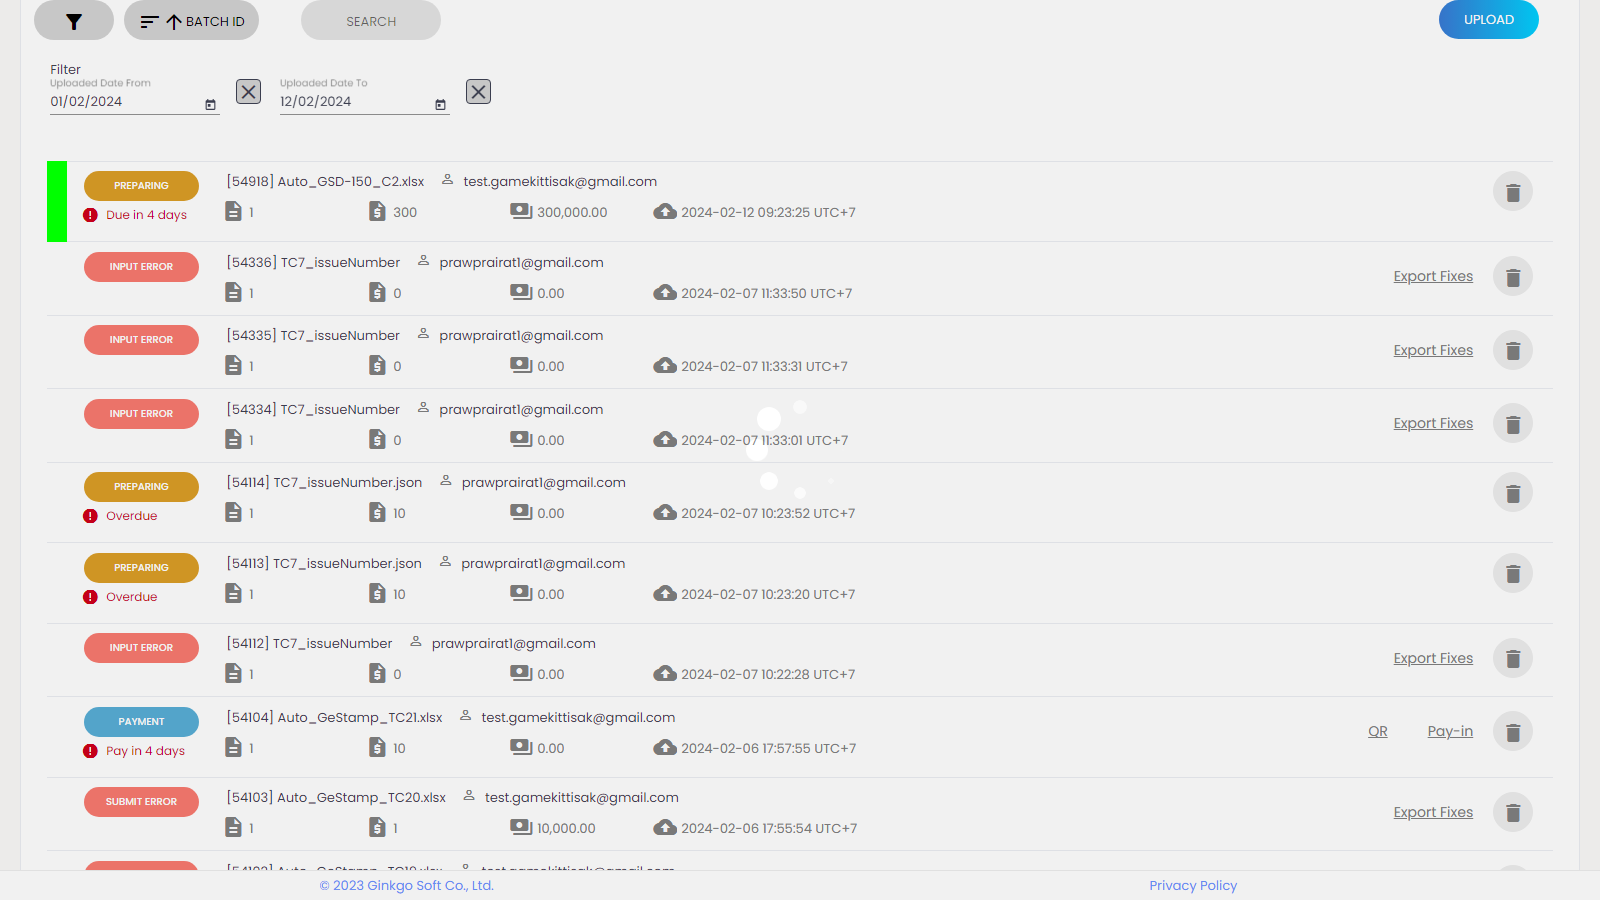 BATCH ID
SEARCH
UPLOAD
Filter
Uploaded Date From
Uploaded Date To
01/02/2024
12/02/2024
PREPARING
[54918] Auto_GSD-150_C2.xlsx
test.gamekittisak@gmail.com
Due in 4 days
1
300
300,000.00
2024-02-12 09:23:25 UTC+7
INPUT ERROR
[54336] TC7_issueNumber
prawprairat1@gmail.com
1
0
0.00
2024-02-07 11:33:50 UTC+7
Export Fixes
INPUT ERROR
[54335] TC7_issueNumber
prawprairat1@gmail.com
1
0
0.00
2024-02-07 11:33:31 UTC+7
Export Fixes
INPUT ERROR
[54334] TC7_issueNumber
prawprairat1@gmail.com
1
0
0.00
2024-02-07 11:33:01 UTC+7
Export Fixes
PREPARING
[54114] TC7_issueNumber.json
prawprairat1@gmail.com
Overdue
1
10
0.00
2024-02-07 10:23:52 UTC+7
PREPARING
[54113] TC7_issueNumber.json
prawprairat1@gmail.com
Overdue
1
10
0.00
2024-02-07 10:23:20 UTC+7
INPUT ERROR
[54112] TC7_issueNumber
prawprairat1@gmail.com
1
0
0.00
2024-02-07 10:22:28 UTC+7
Export Fixes
PAYMENT
[54104] Auto_GeStamp_TC21.xlsx
test.gamekittisak@gmail.com
Pay in 4 days
1
10
0.00
2024-02-06 17:57:55 UTC+7
QR
Pay-in
SUBMIT ERROR
[54103] Auto_GeStamp_TC20.xlsx
test.gamekittisak@gmail.com
1
1
10,000.00
2024-02-06 17:55:54 UTC+7
Export Fixes
© 2023 Ginkgo Soft Co., Ltd.
Privacy Policy